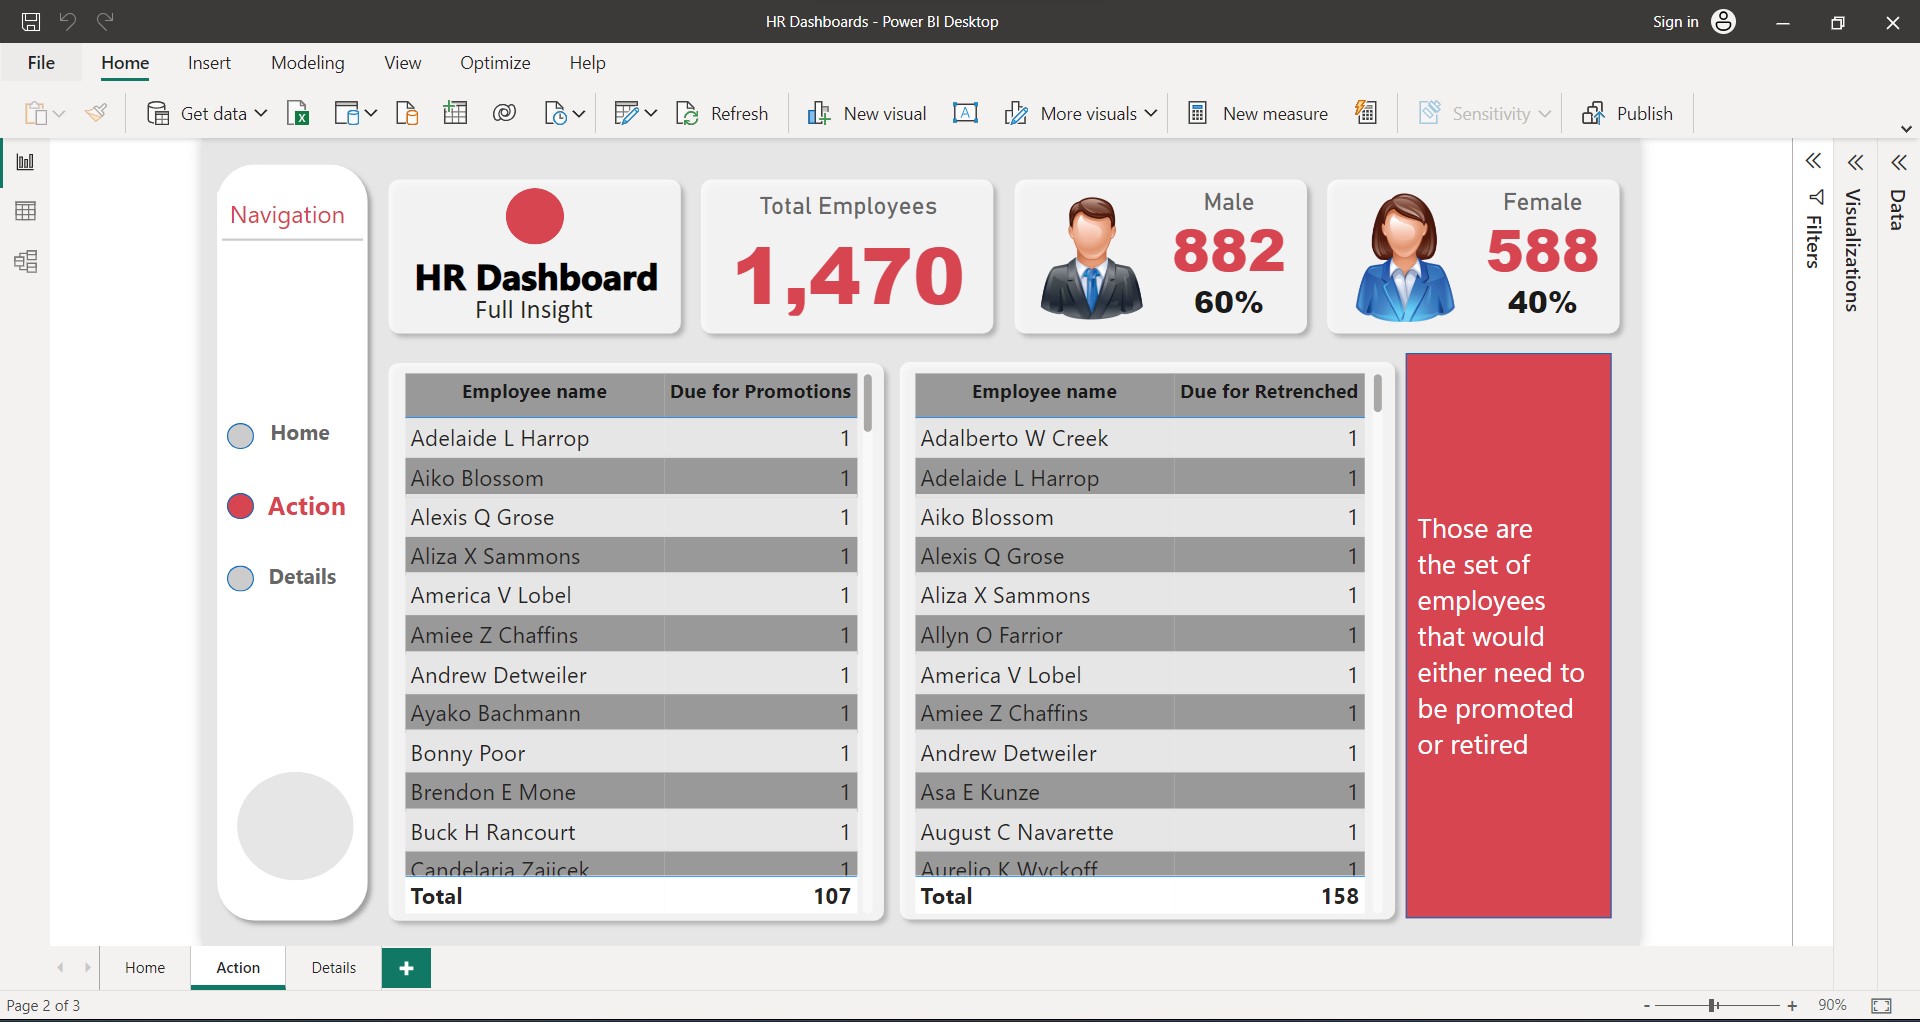 HR Dashboards - Power BI Desktop
Sign in
File Home Insert Modeling View Optimize Help
Get data Refresh New visual A More visuals New measure Sensitivity Publish
Navigation
Home
Action
Details
HR Dashboard
Full Insight
Total Employees
1,470
Male
882
60%
Female
588
40%
Employee name Due for Promotions
Adelaide L Harrop 1
Aiko Blossom 1
Alexis Q Grose 1
Aliza X Sammons 1
America V Lobel 1
Amiee Z Chaffins 1
Andrew Detweiler 1
Ayako Bachmann 1
Bonny Poor 1
Brendon E Mone 1
Buck H Rancourt 1
Candelaria Zajicek 1
Total 107
Employee name Due for Retrenched
Adalberto W Creek 1
Adelaide L Harrop 1
Aiko Blossom 1
Alexis Q Grose 1
Aliza X Sammons 1
Allyn O Farrior 1
America V Lobel 1
Amiee Z Chaffins 1
Andrew Detweiler 1
Asa E Kunze 1
August C Navarette 1
Aurelio K Wyckoff 1
Total 158
Those are
the set of
employees
that would
either need to
be promoted
or retired
Filters
Visualizations
Data
Home Action Details
Page 2 of 3
90%